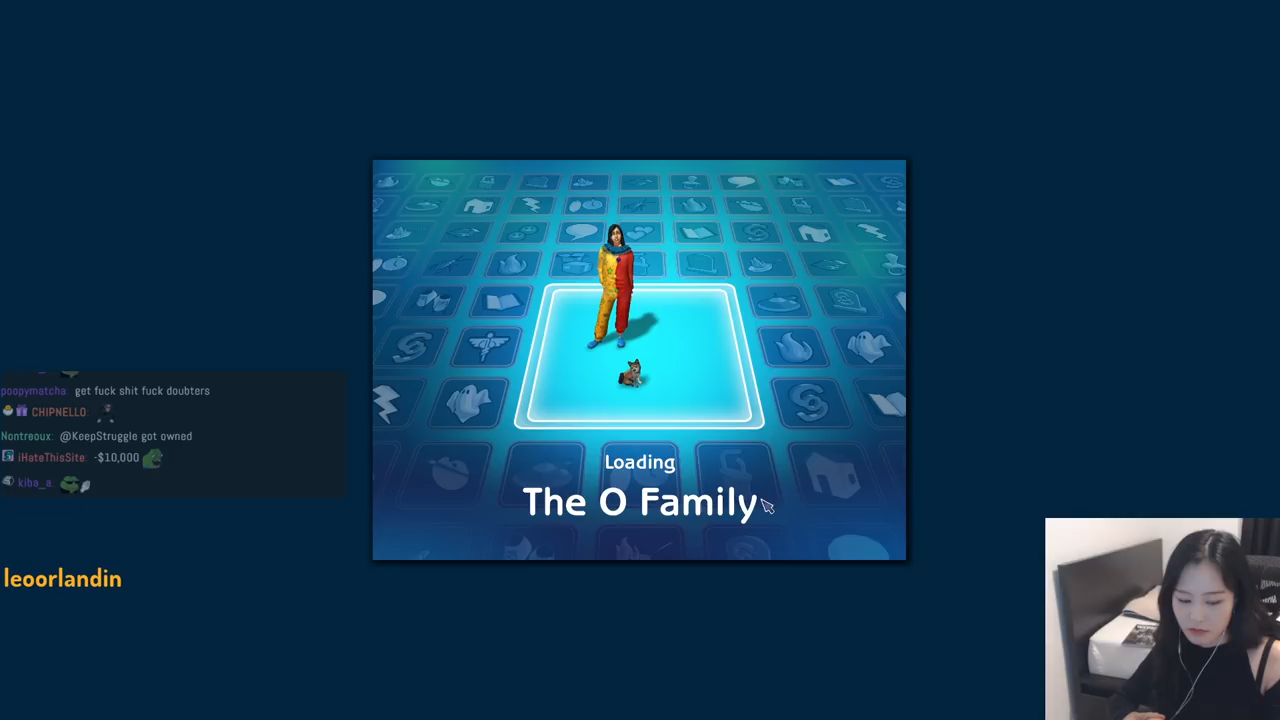 poopymatcha: get fuck shit fuck doubters
CHIPNELLO:
Nontreoux: @KeepStruggle got owned
iHateThisSite: -$10,000
kiba_a:
leoorlandin
Loading
The O Family